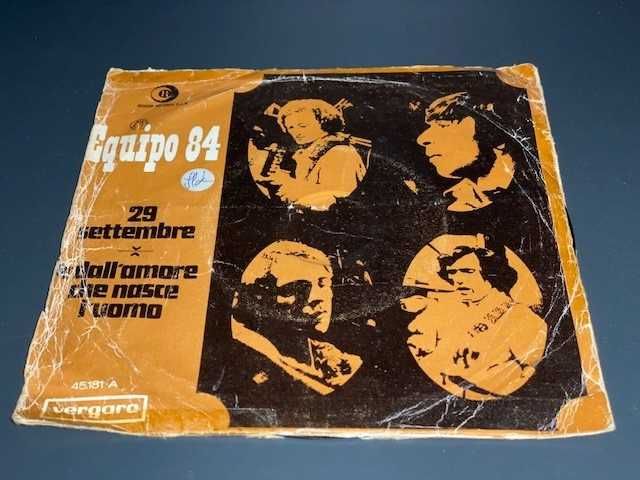 Equipo 84
29
settembre
dall'amore
che nasce
l'uomo
45.181-A
vergara